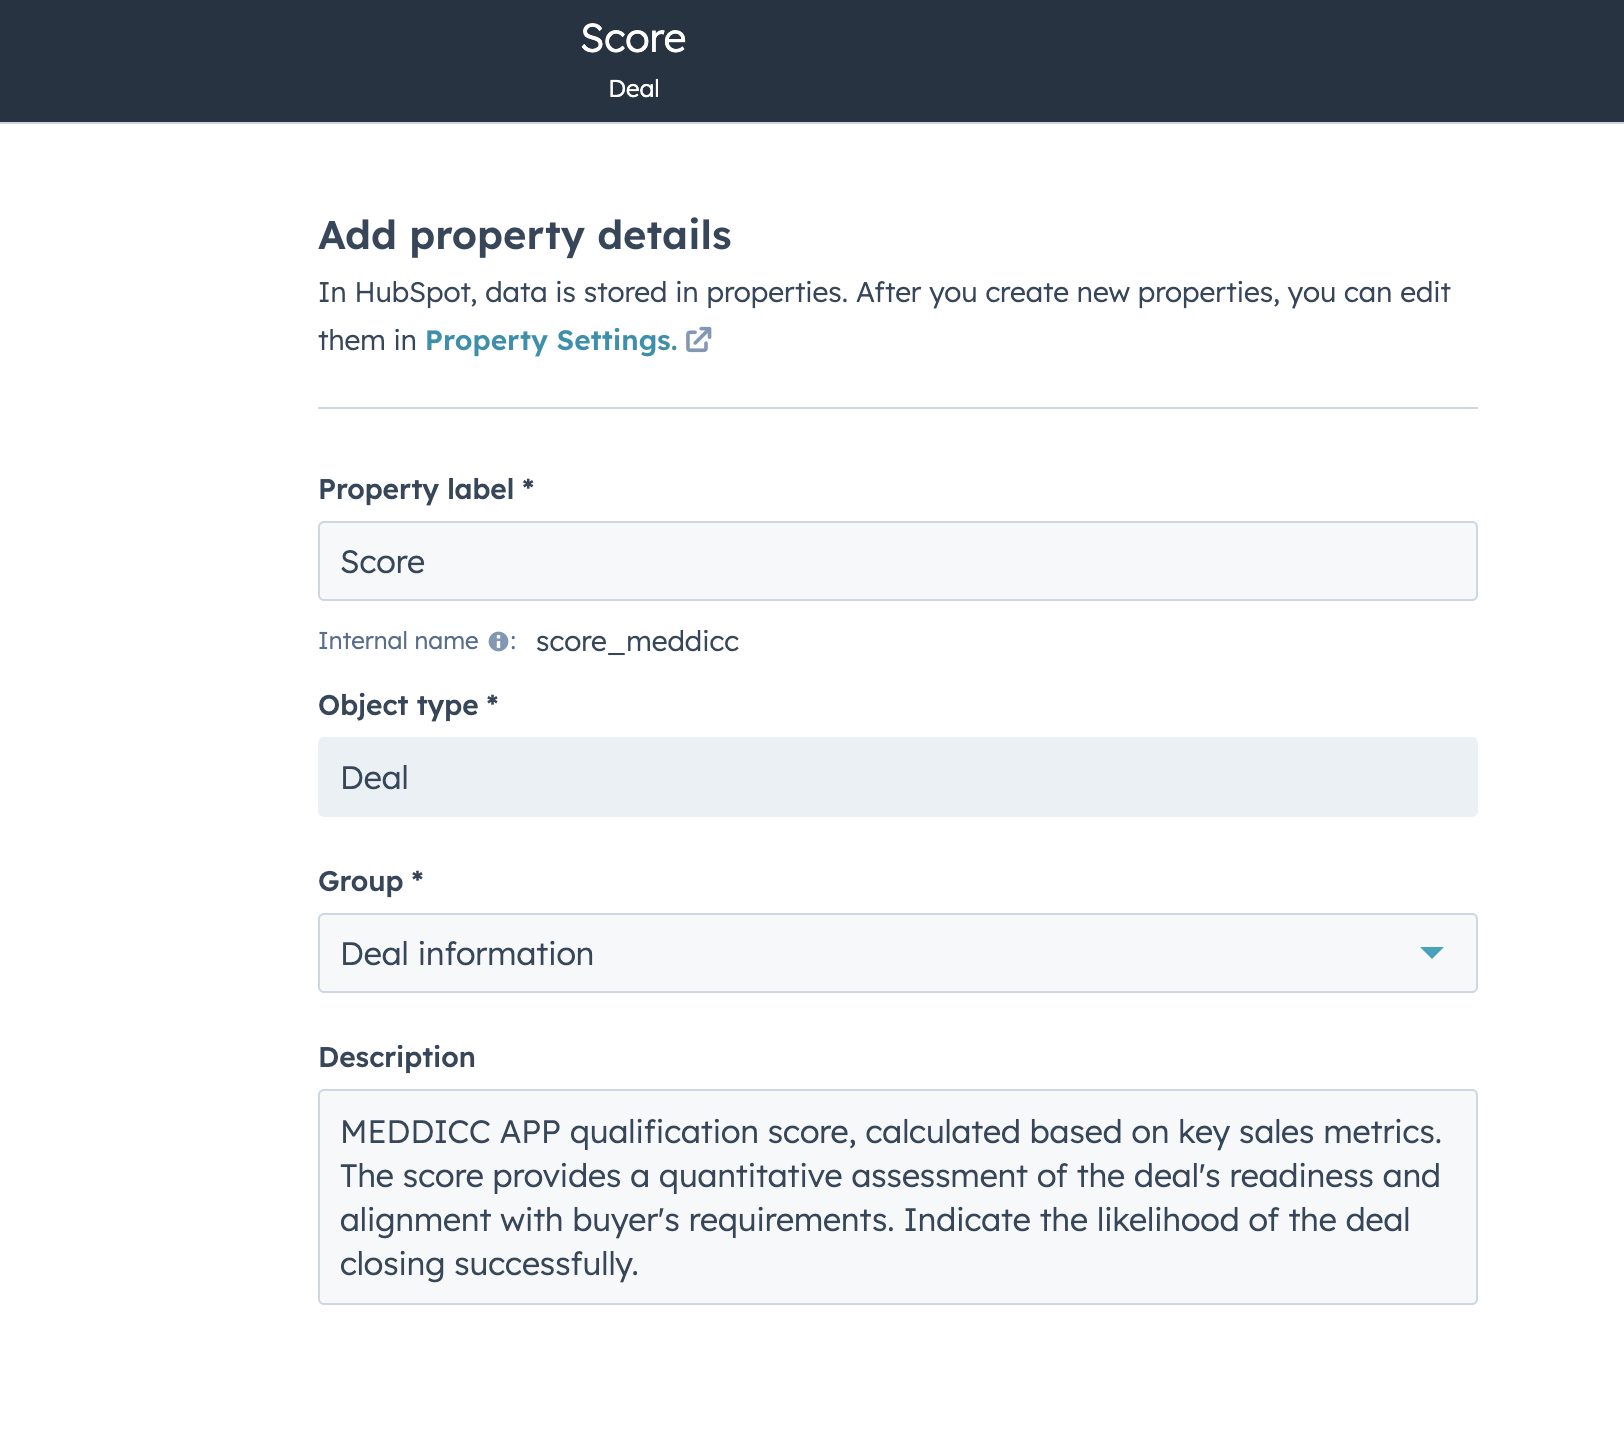 Score
Deal
Add property details
In HubSpot, data is stored in properties. After you create new properties, you can edit
them in Property Settings.
Property label *
Score
Internal name : score_meddicc
Object type *
Deal
Group *
Deal information
Description
MEDDICC APP qualification score, calculated based on key sales metrics.
The score provides a quantitative assessment of the deal's readiness and
alignment with buyer's requirements. Indicate the likelihood of the deal
closing successfully.